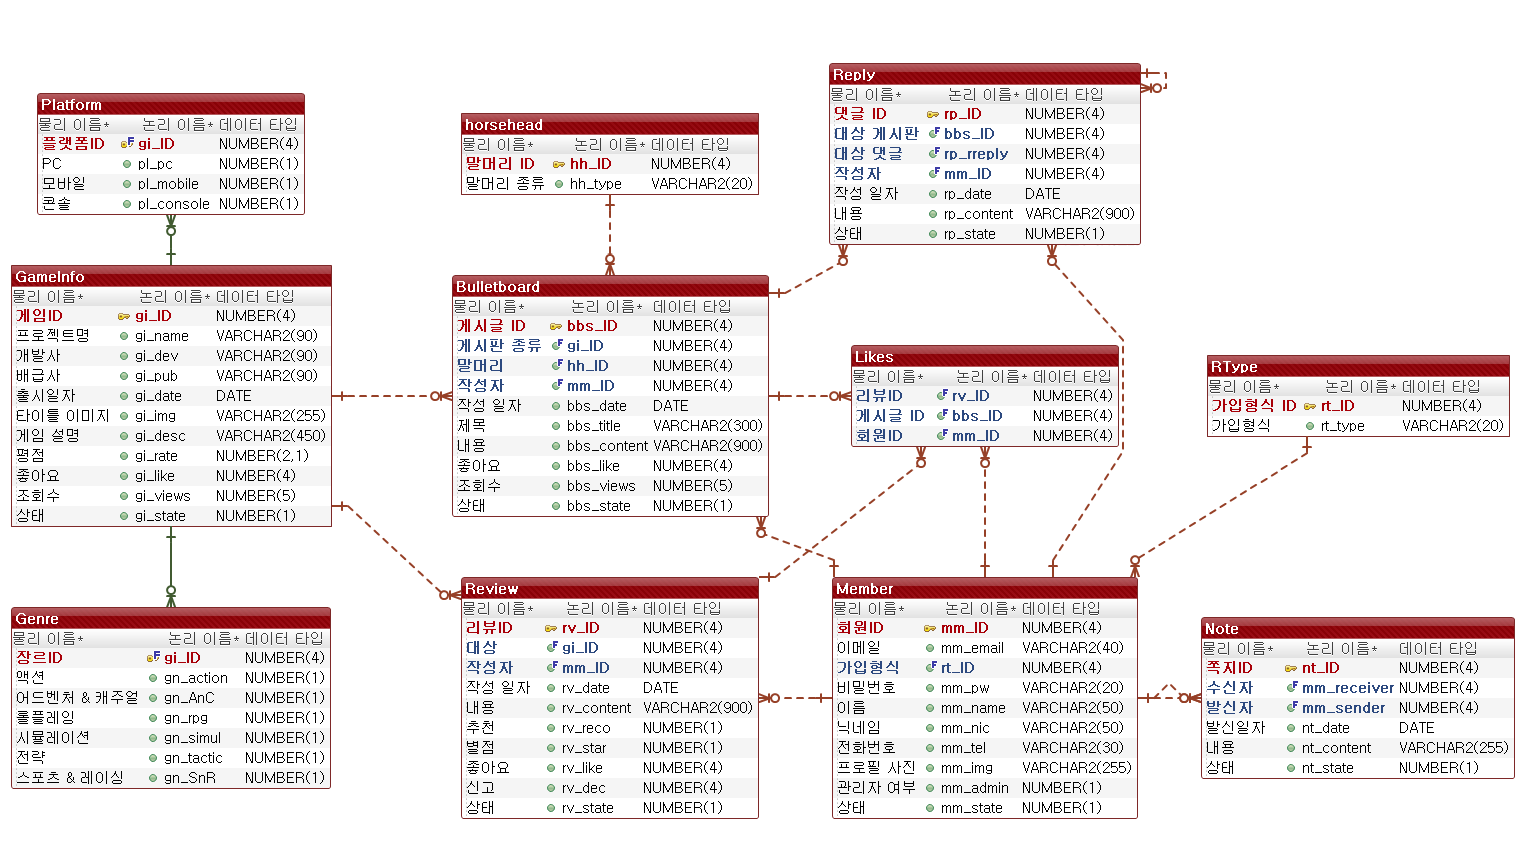 Platform
물리 이름* 논리 이름* 데이터 타입
플랫폼ID gi_ID NUMBER(4)
PC pl_pc NUMBER(1)
모바일 pl_mobile NUMBER(1)
콘솔 pl_console NUMBER(1)
horsehead
물리 이름* 논리 이름* 데이터 타입
말머리 ID hh_ID NUMBER(4)
말머리 종류 hh_type VARCHAR2(20)
Reply
물리 이름* 논리 이름* 데이터 타입
댓글 ID rp_ID NUMBER(4)
대상 게시판 bbs_ID NUMBER(4)
대상 댓글 rp_rreply NUMBER(4)
작성자 mm_ID NUMBER(4)
작성 일자 rp_date DATE
내용 rp_content VARCHAR2(900)
상태 rp_state NUMBER(1)
GameInfo
물리 이름* 논리 이름* 데이터 타입
게임ID gi_ID NUMBER(4)
프로젝트명 gi_name VARCHAR2(90)
개발사 gi_dev VARCHAR2(90)
배급사 gi_pub VARCHAR2(90)
출시일자 gi_date DATE
타이틀 이미지 gi_img VARCHAR2(255)
게임 설명 gi_desc VARCHAR2(450)
평점 gi_rate NUMBER(2,1)
좋아요 gi_like NUMBER(4)
조회수 gi_views NUMBER(5)
상태 gi_state NUMBER(1)
Bulletboard
물리 이름* 논리 이름* 데이터 타입
게시글 ID bbs_ID NUMBER(4)
게시판 종류 gi_ID NUMBER(4)
말머리 hh_ID NUMBER(4)
작성자 mm_ID NUMBER(4)
작성 일자 bbs_date DATE
제목 bbs_title VARCHAR2(300)
내용 bbs_content VARCHAR2(900)
좋아요 bbs_like NUMBER(4)
조회수 bbs_views NUMBER(5)
상태 bbs_state NUMBER(1)
Likes
물리 이름* 논리 이름* 데이터 타입
리뷰ID rv_ID NUMBER(4)
게시글 ID bbs_ID NUMBER(4)
회원ID mm_ID NUMBER(4)
RType
물리 이름* 논리 이름* 데이터 타입
가입형식 ID rt_ID NUMBER(4)
가입형식 rt_type VARCHAR2(20)
Genre
물리 이름* 논리 이름* 데이터 타입
장르ID gi_ID NUMBER(4)
액션 gn_action NUMBER(1)
어드벤처 & 캐주얼 gn_AnC NUMBER(1)
롤플레잉 gn_rpg NUMBER(1)
시뮬레이션 gn_simul NUMBER(1)
전략 gn_tactic NUMBER(1)
스포츠 & 레이싱 gn_SnR NUMBER(1)
Review
물리 이름* 논리 이름* 데이터 타입
리뷰ID rv_ID NUMBER(4)
대상 gi_ID NUMBER(4)
작성자 mm_ID NUMBER(4)
작성 일자 rv_date DATE
내용 rv_content VARCHAR2(900)
추천 rv_reco NUMBER(1)
별점 rv_star NUMBER(1)
좋아요 rv_like NUMBER(4)
신고 rv_dec NUMBER(4)
상태 rv_state NUMBER(1)
Member
물리 이름* 논리 이름* 데이터 타입
회원ID mm_ID NUMBER(4)
이메일 mm_email VARCHAR2(40)
가입형식 rt_ID NUMBER(4)
비밀번호 mm_pw VARCHAR2(20)
이름 mm_name VARCHAR2(50)
닉네임 mm_nic VARCHAR2(50)
전화번호 mm_tel VARCHAR2(30)
프로필 사진 mm_img VARCHAR2(255)
관리자 여부 mm_admin NUMBER(1)
상태 mm_state NUMBER(1)
Note
물리 이름* 논리 이름* 데이터 타입
쪽지ID nt_ID NUMBER(4)
수신자 mm_receiver NUMBER(4)
발신자 mm_sender NUMBER(4)
발신일자 nt_date DATE
내용 nt_content VARCHAR2(255)
상태 nt_state NUMBER(1)